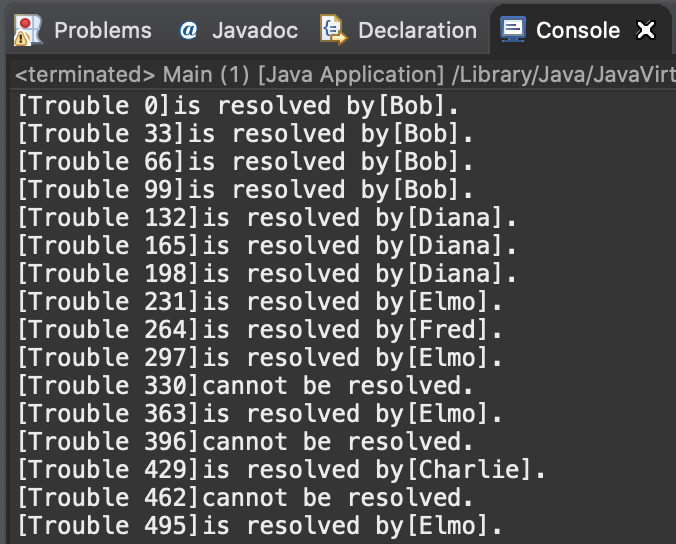 Problems @ Javadoc Declaration Console
<terminated> Main (1) [Java Application] /Library/Java/JavaVirt
[Trouble 0]is resolved by[Bob].
[Trouble 33]is resolved by[Bob].
[Trouble 66]is resolved by[Bob].
[Trouble 99]is resolved by[Bob].
[Trouble 132]is resolved by[Diana].
[Trouble 165]is resolved by[Diana].
[Trouble 198]is resolved by[Diana].
[Trouble 231]is resolved by[Elmo].
[Trouble 264]is resolved by[Fred].
[Trouble 297]is resolved by[Elmo].
[Trouble 330]cannot be resolved.
[Trouble 363]is resolved by[Elmo].
[Trouble 396]cannot be resolved.
[Trouble 429]is resolved by[Charlie].
[Trouble 462]cannot be resolved.
[Trouble 495]is resolved by[Elmo].